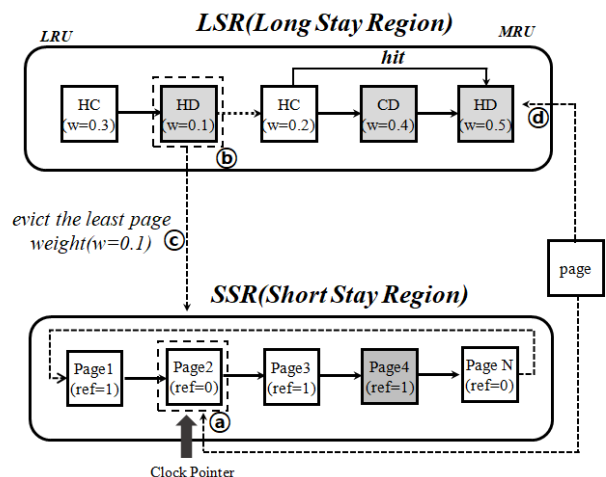 LRU
LSR(Long Stay Region)
MRU
hit
HC
(w=0.3)
HD
(w=0.1)
HC
(w=0.2)
CD
(w=0.4)
HD
(w=0.5)
ⓓ
ⓑ
evict the least page
weight(w=0.1)
ⓒ
page
SSR(Short Stay Region)
Page1
(ref=1)
Page2
(ref=0)
Page3
(ref=1)
Page4
(ref=1)
Page N
(ref=0)
ⓐ
Clock Pointer